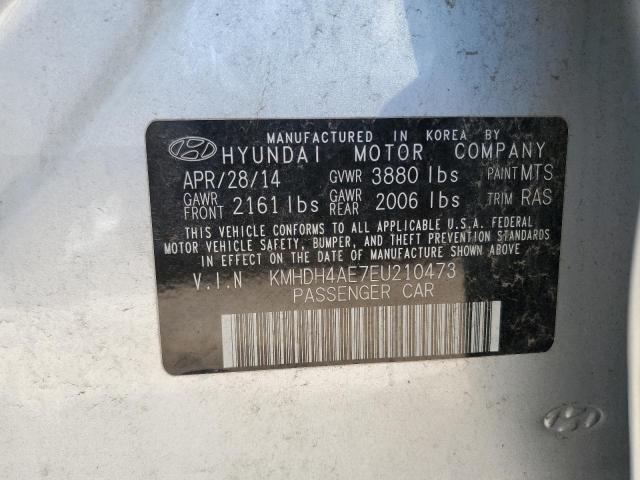 MANUFACTURED IN KOREA BY
HYUNDAI MOTOR COMPANY
APR/28/14 GVWR 3880 lbs PAINT MTS
GAWR FRONT 2161 lbs GAWR REAR 2006 lbs TRIM RAS
THIS VEHICLE CONFORMS TO ALL APPLICABLE U.S.A. FEDERAL
MOTOR VEHICLE SAFETY, BUMPER, AND THEFT PREVENTION STANDARDS
IN EFFECT ON THE DATE OF MANUFACTURE SHOWN ABOVE.
V.I.N KMHDH4AE7EU210473
PASSENGER CAR